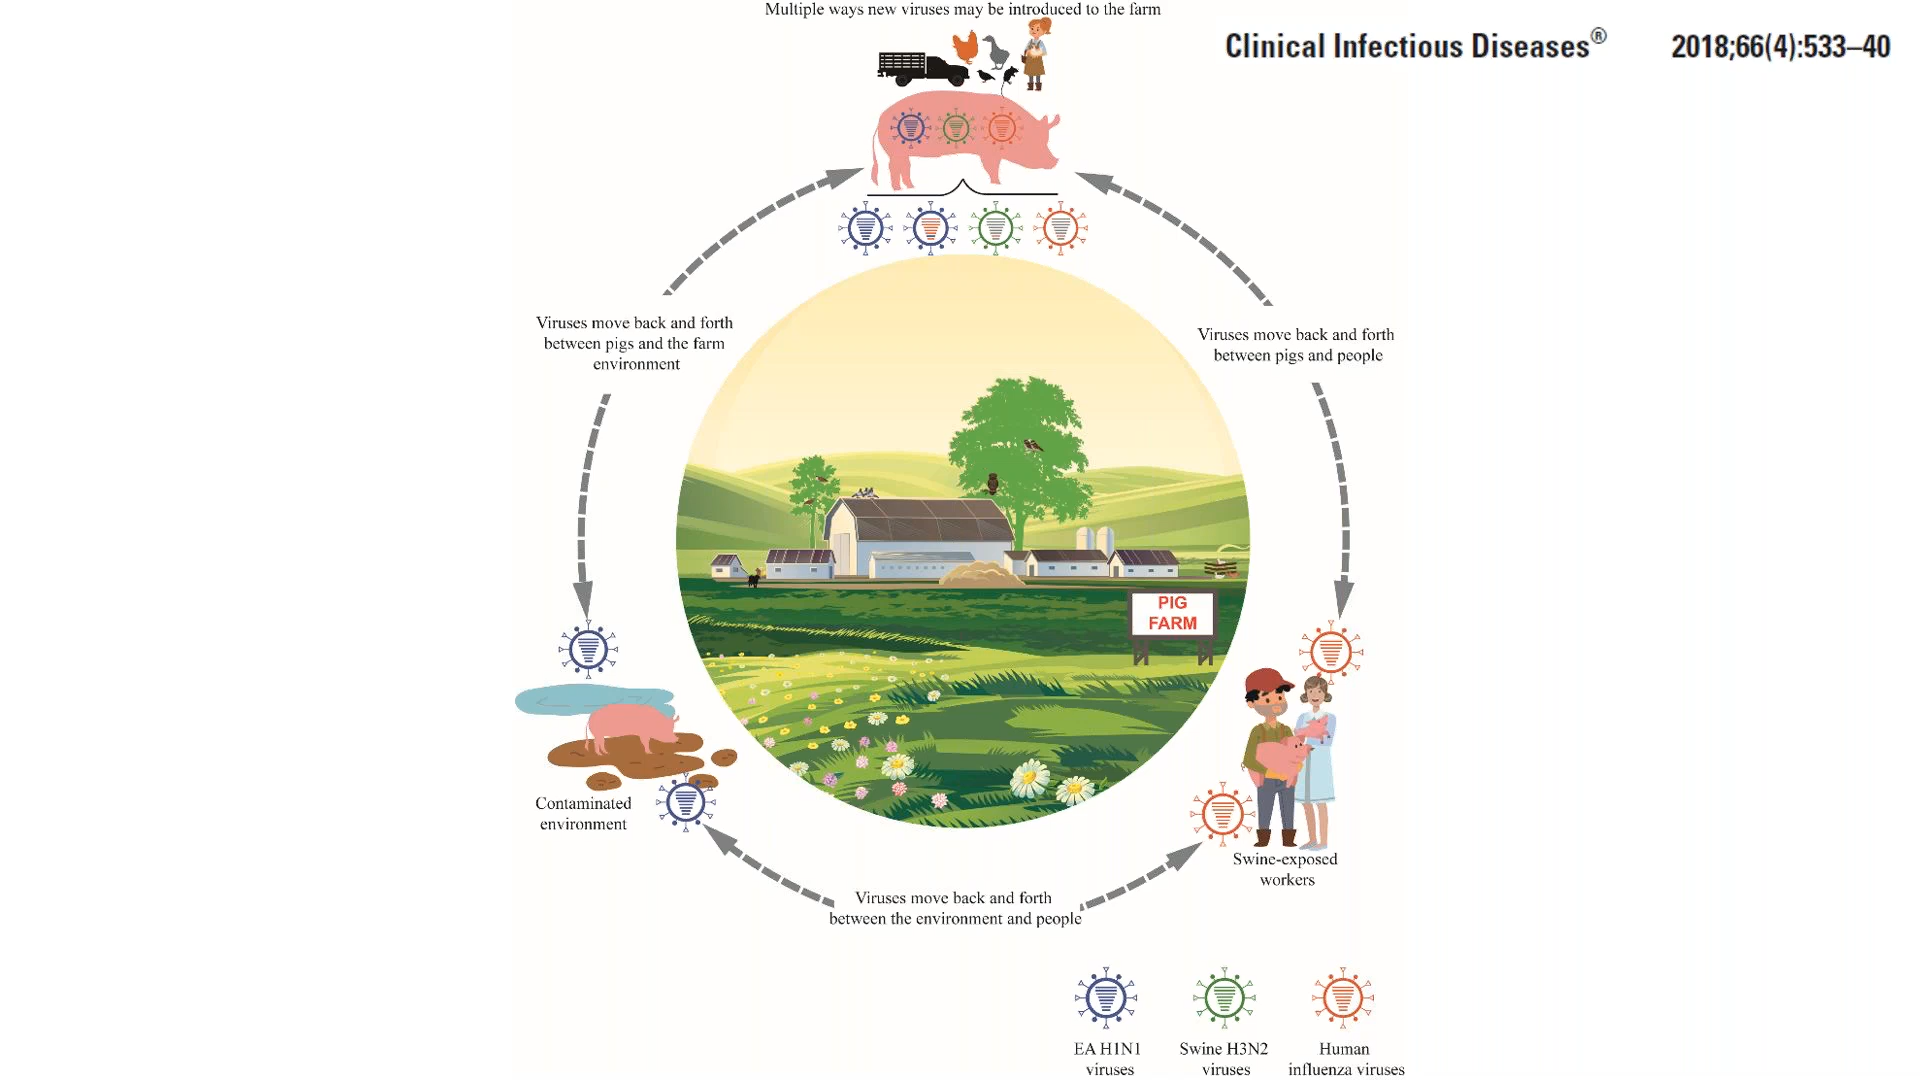 Multiple ways new viruses may be introduced to the farm
Clinical Infectious Diseases® 2018;66(4):533–40
Viruses move back and forth
between pigs and the farm
environment
Viruses move back and forth
between pigs and people
PIG
FARM
Contaminated
environment
Swine-exposed
workers
Viruses move back and forth
between the environment and people
EA H1N1
viruses
Swine H3N2
viruses
Human
influenza viruses